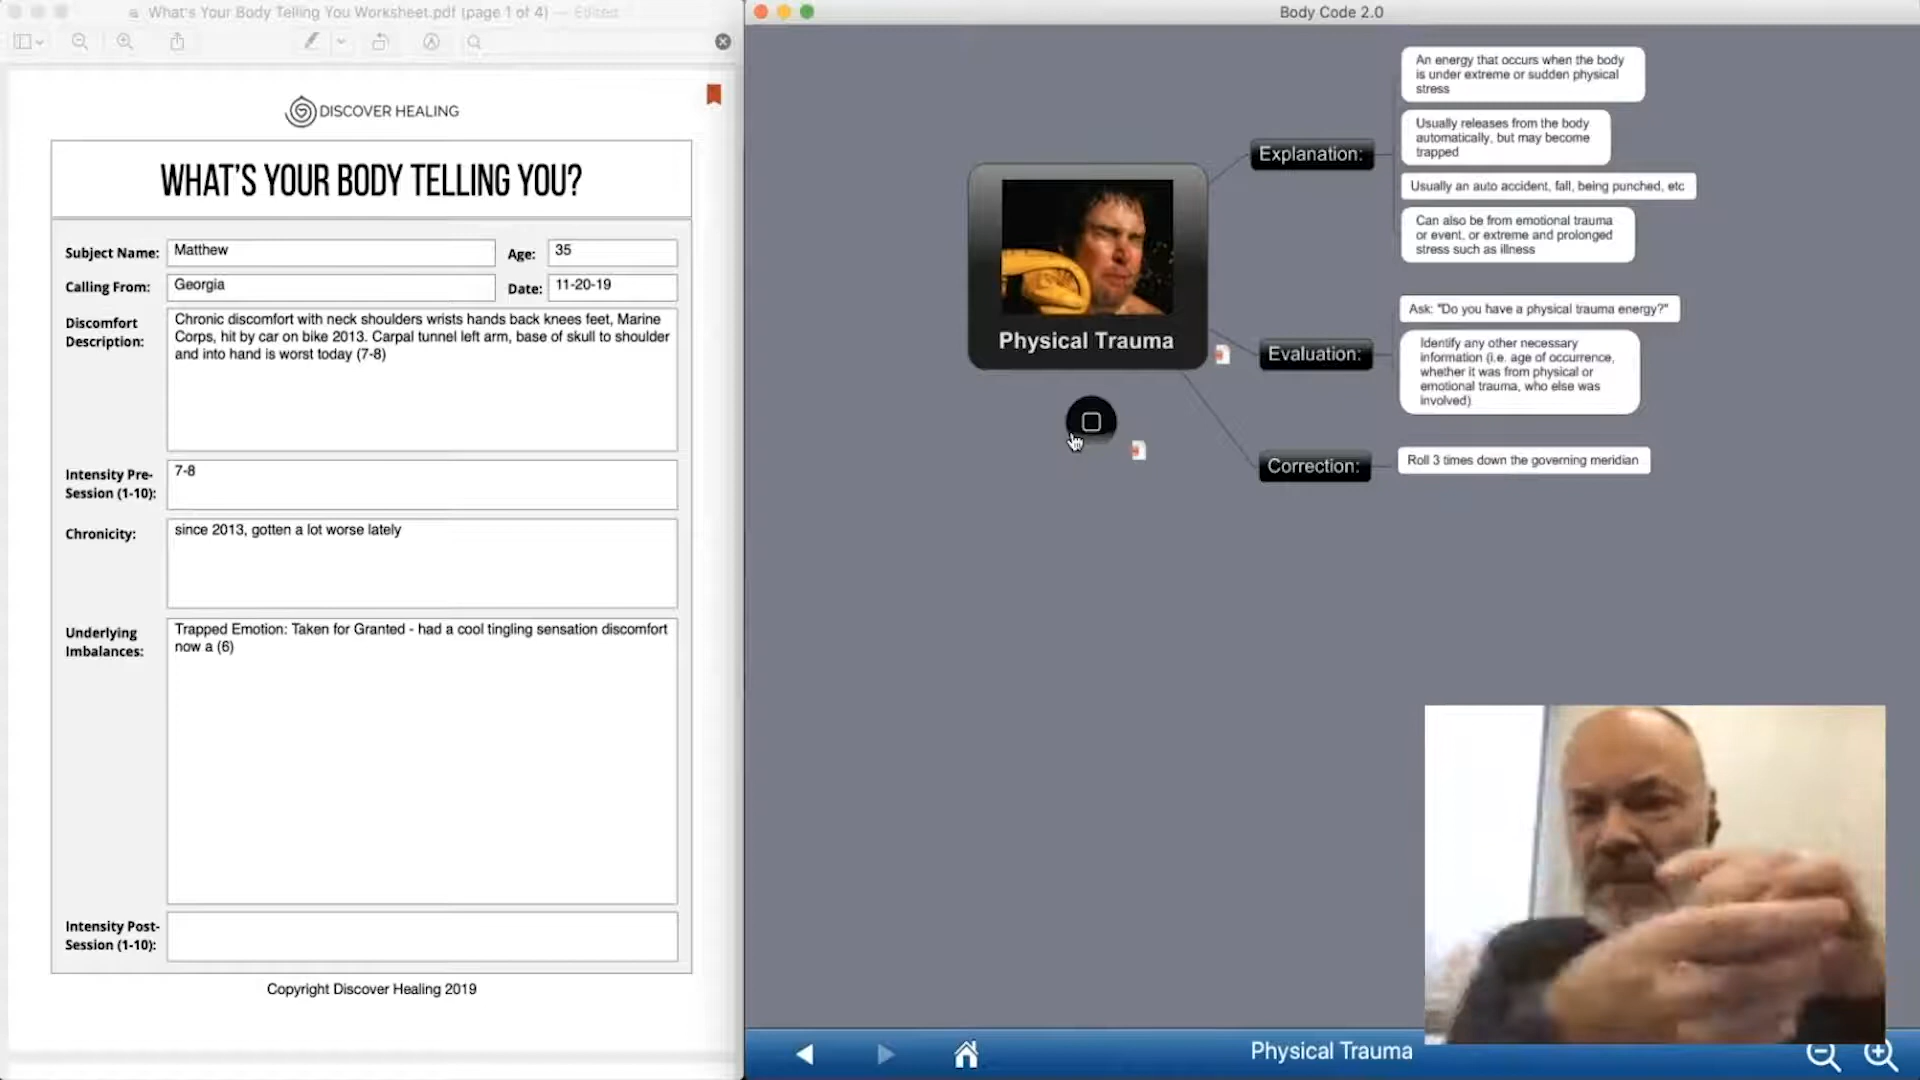 What's Your Body Telling You Worksheet.pdf (page 1 of 4) — Edited
DISCOVER HEALING
WHAT'S YOUR BODY TELLING YOU?
Subject Name: Matthew
Age: 35
Calling From: Georgia
Date: 11-20-19
Discomfort
Description:
Chronic discomfort with neck shoulders wrists hands back knees feet, Marine
Corps, hit by car on bike 2013. Carpal tunnel left arm, base of skull to shoulder
and into hand is worst today (7-8)
Intensity Pre-
Session (1-10):
7-8
Chronicity:
since 2013, gotten a lot worse lately
Underlying
Imbalances:
Trapped Emotion: Taken for Granted - had a cool tingling sensation discomfort
now a (6)
Intensity Post-
Session (1-10):
Copyright Discover Healing 2019
Body Code 2.0
Physical Trauma
Explanation:
An energy that occurs when the body
is under extreme or sudden physical
stress
Usually releases from the body
automatically, but may become
trapped
Usually an auto accident, fall, being punched, etc
Can also be from emotional trauma
or event, or extreme and prolonged
stress such as illness
Evaluation:
Ask: "Do you have a physical trauma energy?"
Identify any other necessary
information (i.e. age of occurrence,
whether it was from physical or
emotional trauma, who else was
involved)
Correction:
Roll 3 times down the governing meridian
Physical Trauma